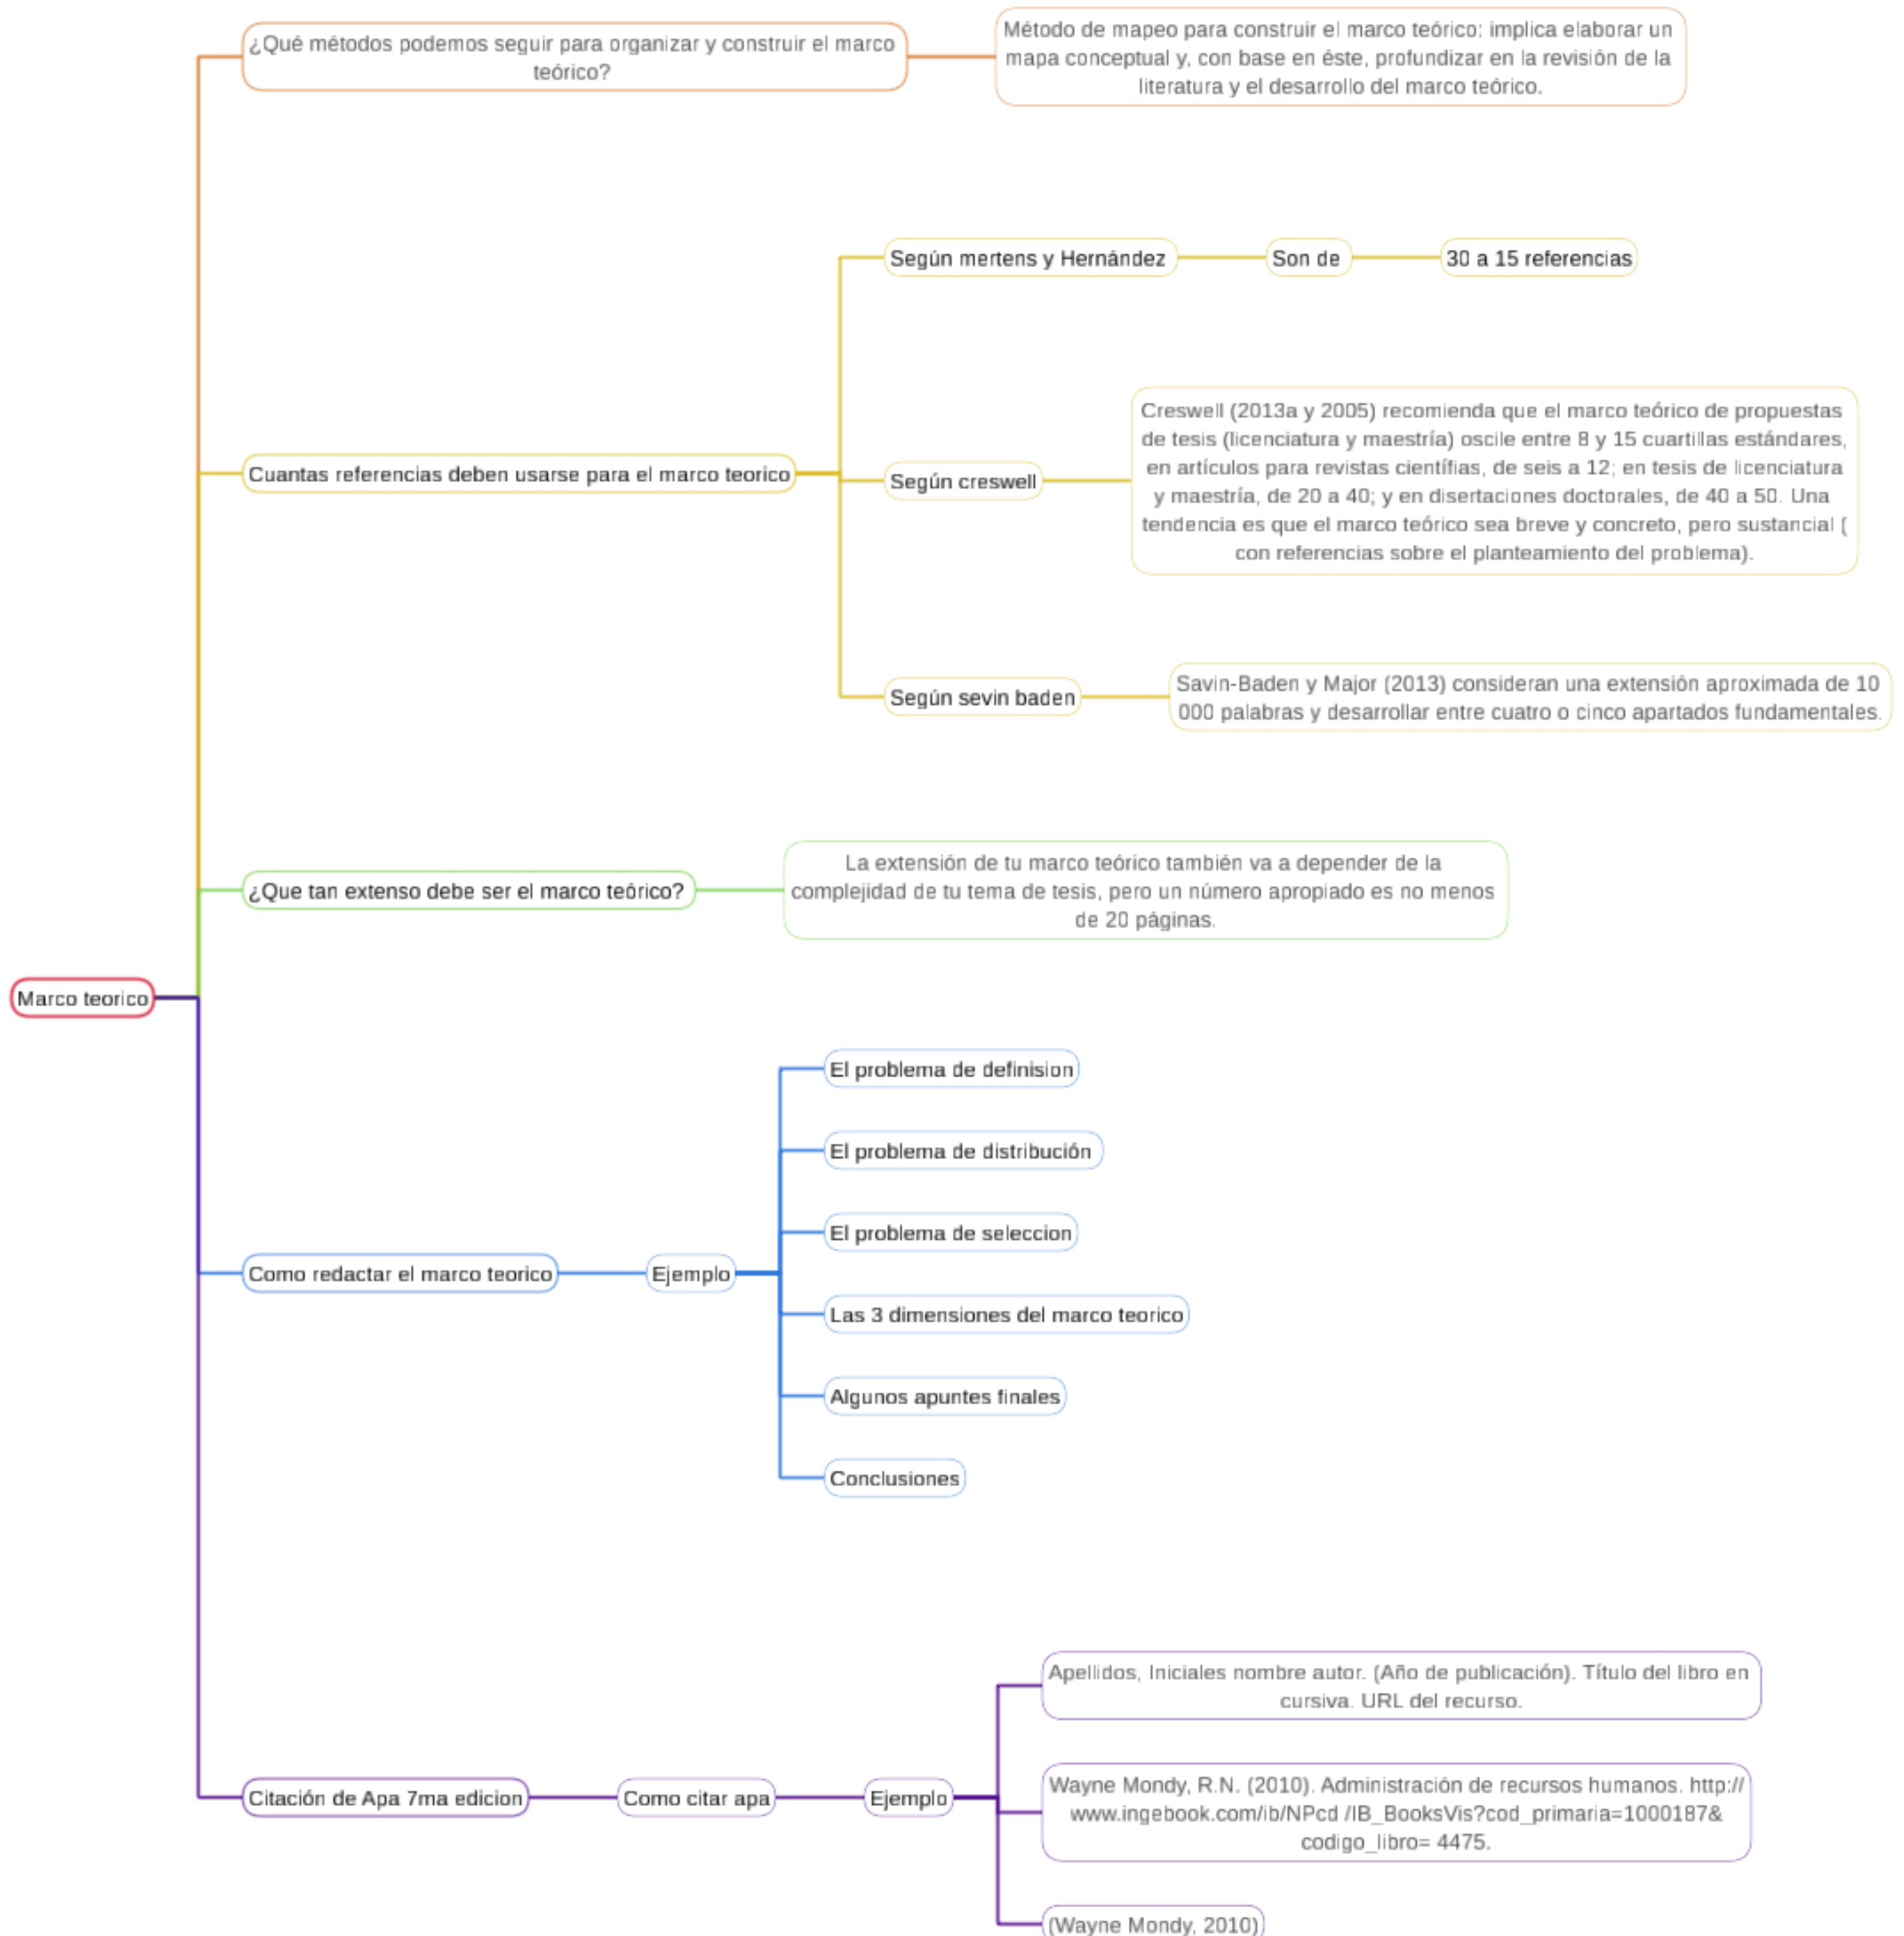 ¿Qué métodos podemos seguir para organizar y construir el marco
teórico?
Método de mapeo para construir el marco teórico: implica elaborar un
mapa conceptual y, con base en éste, profundizar en la revisión de la
literatura y el desarrollo del marco teórico.
Cuantas referencias deben usarse para el marco teorico
Según mertens y Hernández
Son de
30 a 15 referencias
Según creswell
Creswell (2013a y 2005) recomienda que el marco teórico de propuestas
de tesis (licenciatura y maestría) oscile entre 8 y 15 cuartillas estándares,
en artículos para revistas científias, de seis a 12; en tesis de licenciatura
y maestría, de 20 a 40; y en disertaciones doctorales, de 40 a 50. Una
tendencia es que el marco teórico sea breve y concreto, pero sustancial (
con referencias sobre el planteamiento del problema).
Según sevin baden
Savin-Baden y Major (2013) consideran una extensión aproximada de 10
000 palabras y desarrollar entre cuatro o cinco apartados fundamentales.
¿Que tan extenso debe ser el marco teórico?
La extensión de tu marco teórico también va a depender de la
complejidad de tu tema de tesis, pero un número apropiado es no menos
de 20 páginas.
Marco teorico
Como redactar el marco teorico
Ejemplo
El problema de definision
El problema de distribución
El problema de seleccion
Las 3 dimensiones del marco teorico
Algunos apuntes finales
Conclusiones
Citación de Apa 7ma edicion
Como citar apa
Ejemplo
Apellidos, Iniciales nombre autor. (Año de publicación). Título del libro en
cursiva. URL del recurso.
Wayne Mondy, R.N. (2010). Administración de recursos humanos. http://
www.ingebook.com/ib/NPcd /IB_BooksVis?cod_primaria=1000187&
codigo_libro= 4475.
(Wayne Mondy, 2010)